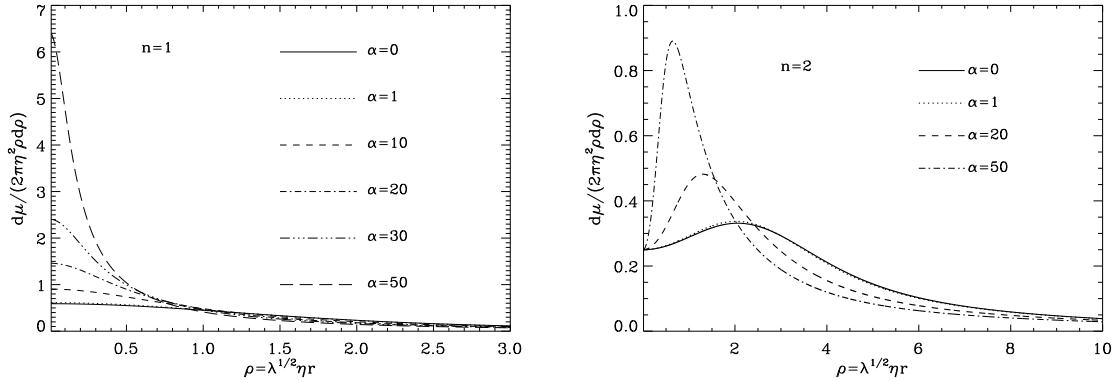 dμ/(2πη²ρdρ)
7
6
5
4
3
2
1
0
n=1
α=0
α=1
α=10
α=20
α=30
α=50
0.5 1.0 1.5 2.0 2.5 3.0
ρ=λ^{1/2}ηr
dμ/(2πη²ρdρ)
1.0
0.8
0.6
0.4
0.2
0.0
n=2
α=0
α=1
α=20
α=50
2 4 6 8 10
ρ=λ^{1/2}ηr